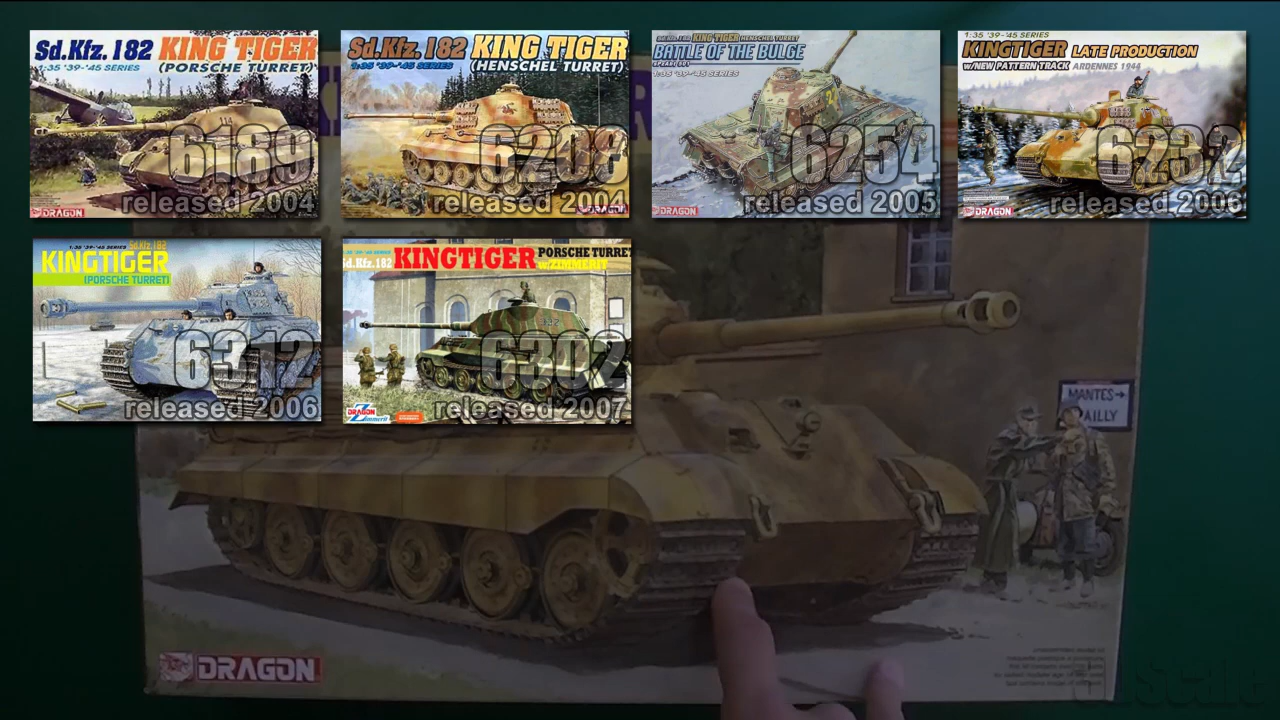 Sd.Kfz. 182 KING TIGER
1:35 '39-'45 SERIES (PORSCHE TURRET)
6189
released 2004
DRAGON
Sd.Kfz. 182 KING TIGER
1:35 '39-'45 SERIES (HENSCHEL TURRET)
6208
released 2004
DRAGON
KING TIGER HENSCHEL TURRET
BATTLE OF THE BULGE
1:35 '39-'45 SERIES
6254
released 2005
DRAGON
1:35 '39-'45 SERIES
KINGTIGER LATE PRODUCTION
w/NEW PATTERN TRACK ARDENNES 1944
6232
released 2006
DRAGON
1:35 '39-'45 SERIES Sd.Kfz.182
KINGTIGER
(PORSCHE TURRET)
6312
released 2006
Sd.Kfz.182 KINGTIGER PORSCHE TURRET
w/ZIMMERIT
6302
released 2007
DRAGON
Zimmerit
MANTES→
AILLY
DRAGON